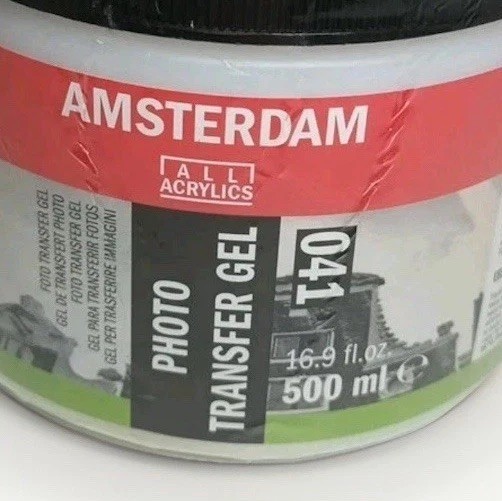 AMSTERDAM
ALL
ACRYLICS
FOTO TRANSFER GEL
GEL DE TRANSFERT PHOTO
FOTO TRANSFER GEL
GEL PARA TRANSFERIR FOTOS
GEL PER TRASFERIRE IMMAGINI
PHOTO
TRANSFER GEL
041
16.9 fl.oz.
500 ml e